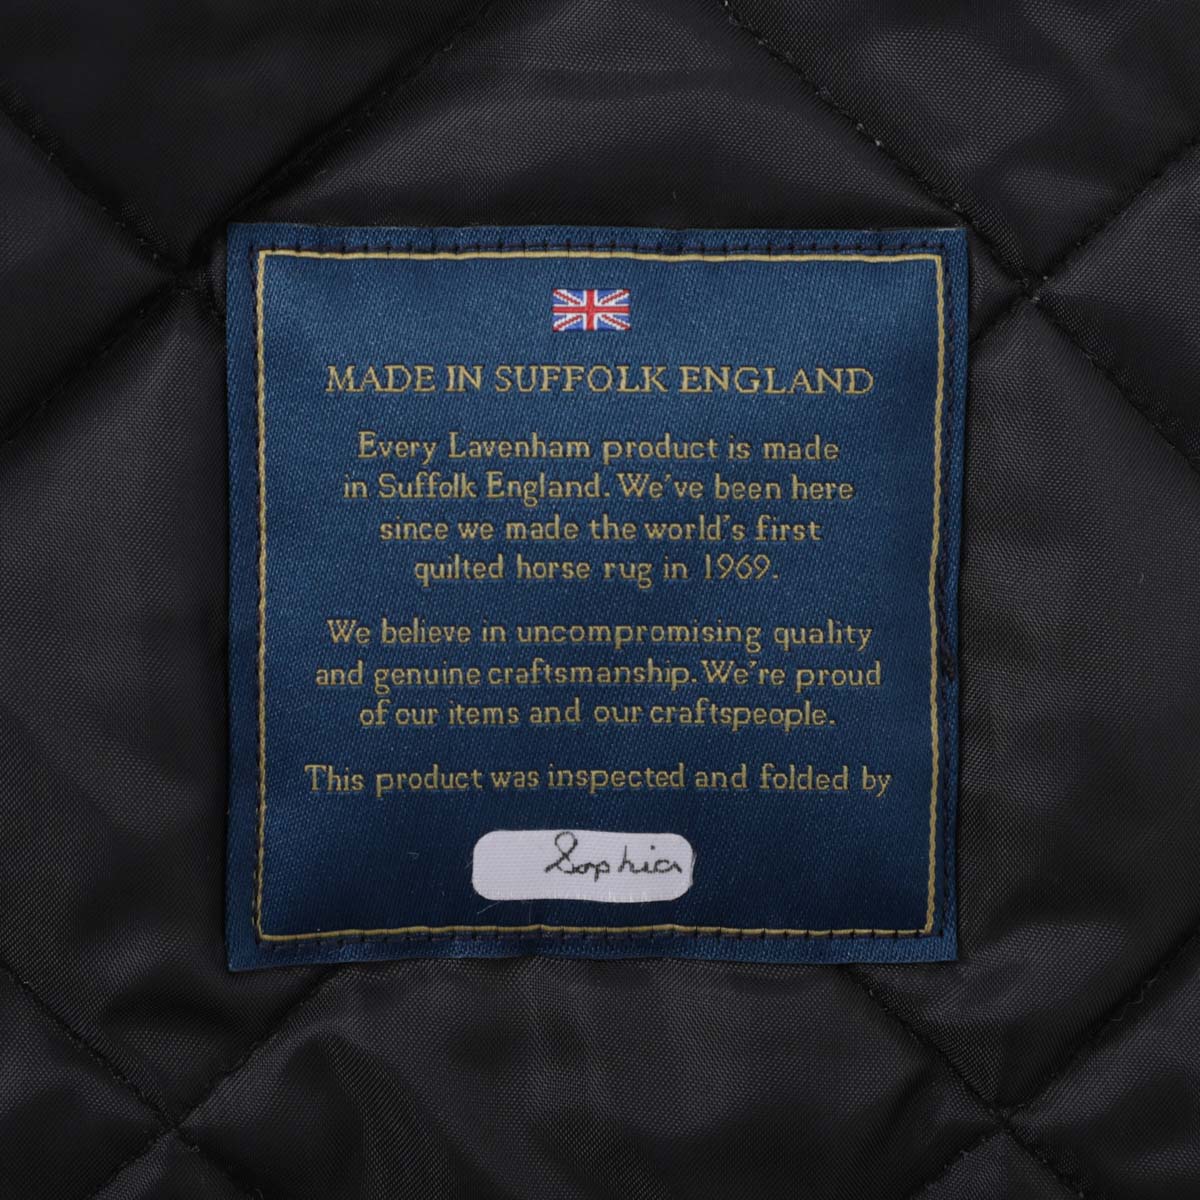 MADE IN SUFFOLK ENGLAND
Every Lavenham product is made
in Suffolk England. We've been here
since we made the world's first
quilted horse rug in 1969.
We believe in uncompromising quality
and genuine craftsmanship. We're proud
of our items and our craftspeople.
This product was inspected and folded by
Sophia